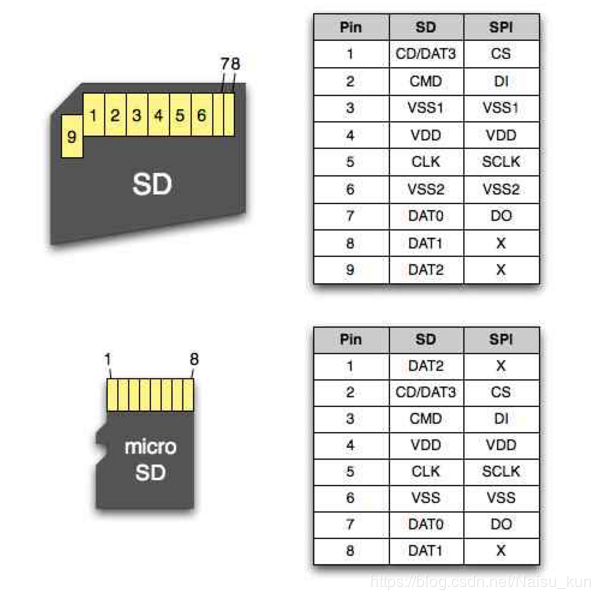 78
1 2 3 4 5 6
9
SD
Pin SD SPI
1 CD/DAT3 CS
2 CMD DI
3 VSS1 VSS1
4 VDD VDD
5 CLK SCLK
6 VSS2 VSS2
7 DAT0 DO
8 DAT1 X
9 DAT2 X
1 8
micro
SD
Pin SD SPI
1 DAT2 X
2 CD/DAT3 CS
3 CMD DI
4 VDD VDD
5 CLK SCLK
6 VSS VSS
7 DAT0 DO
8 DAT1 X
https://blog.csdn.net/Naisu_kun